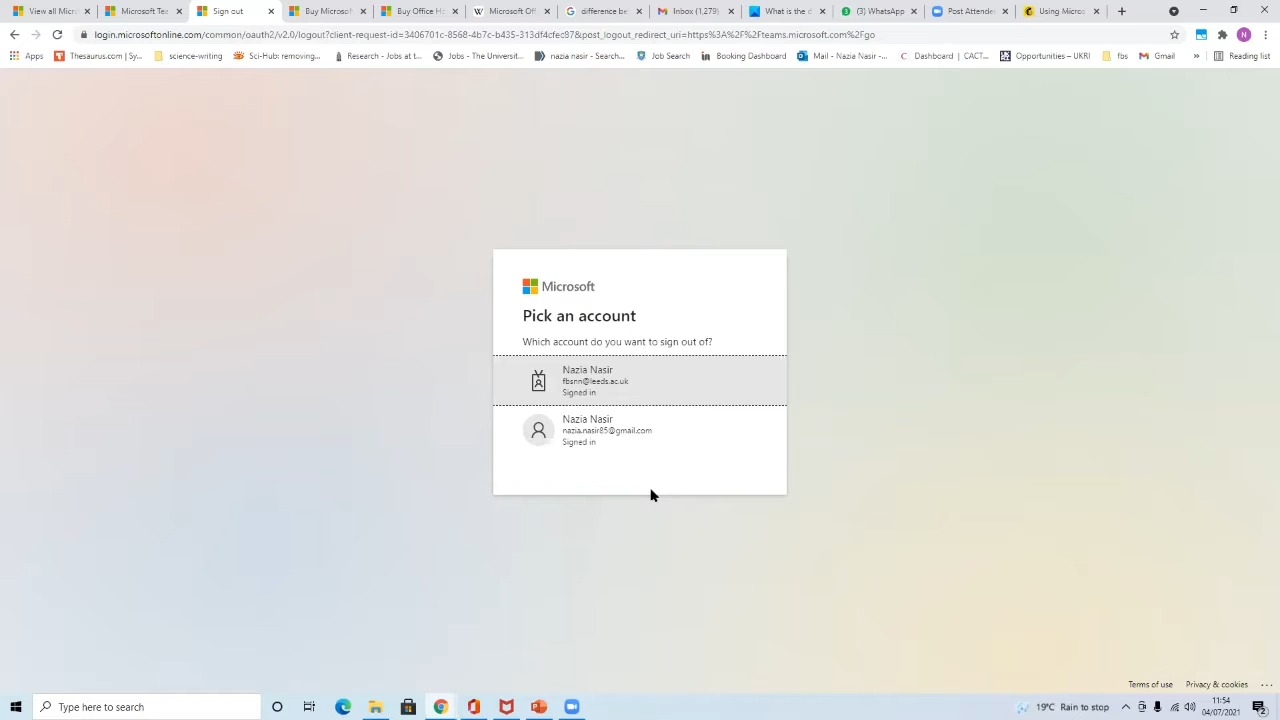 View all Micr
Microsoft Tea
Sign out
Buy Microsof
Buy Office Ho
Microsoft Off
difference be
Inbox (1,279)
What is the x
(3) WhatsApp
Post Attende
Using Micros
login.microsoftonline.com/common/oauth2/v2.0/logout?client-request-id=3406701c-8568-4b7c-b435-313df4cfec97&post_logout_redirect_uri=https%3A%2F%2Fteams.microsoft.com%2Fgo
N
Apps
Thesaurus.com | Sy...
science-writing
Sci-Hub: removing...
Research - Jobs at t...
Jobs - The Universit...
nazia nasir - Search...
Job Search
Booking Dashboard
Mail - Nazia Nasir -...
Dashboard | CACT...
Opportunities – UKRI
fbs
Gmail
»
Reading list
Microsoft
Pick an account
Which account do you want to sign out of?
Nazia Nasir
fbsnn@leeds.ac.uk
Signed in
Nazia Nasir
nazia.nasir85@gmail.com
Signed in
Terms of use
Privacy & cookies
...
Type here to search
19°C Rain to stop
11:54
04/07/2021